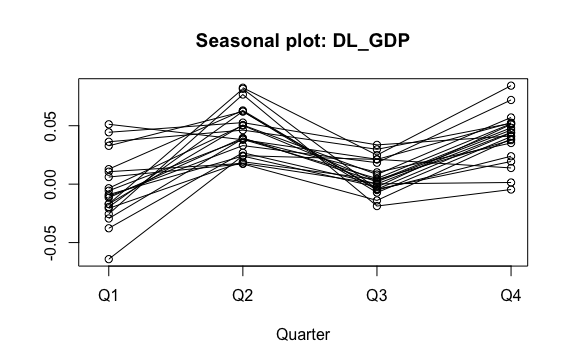 Seasonal plot: DL_GDP
0.05
0.00
-0.05
Q1 Q2 Q3 Q4
Quarter